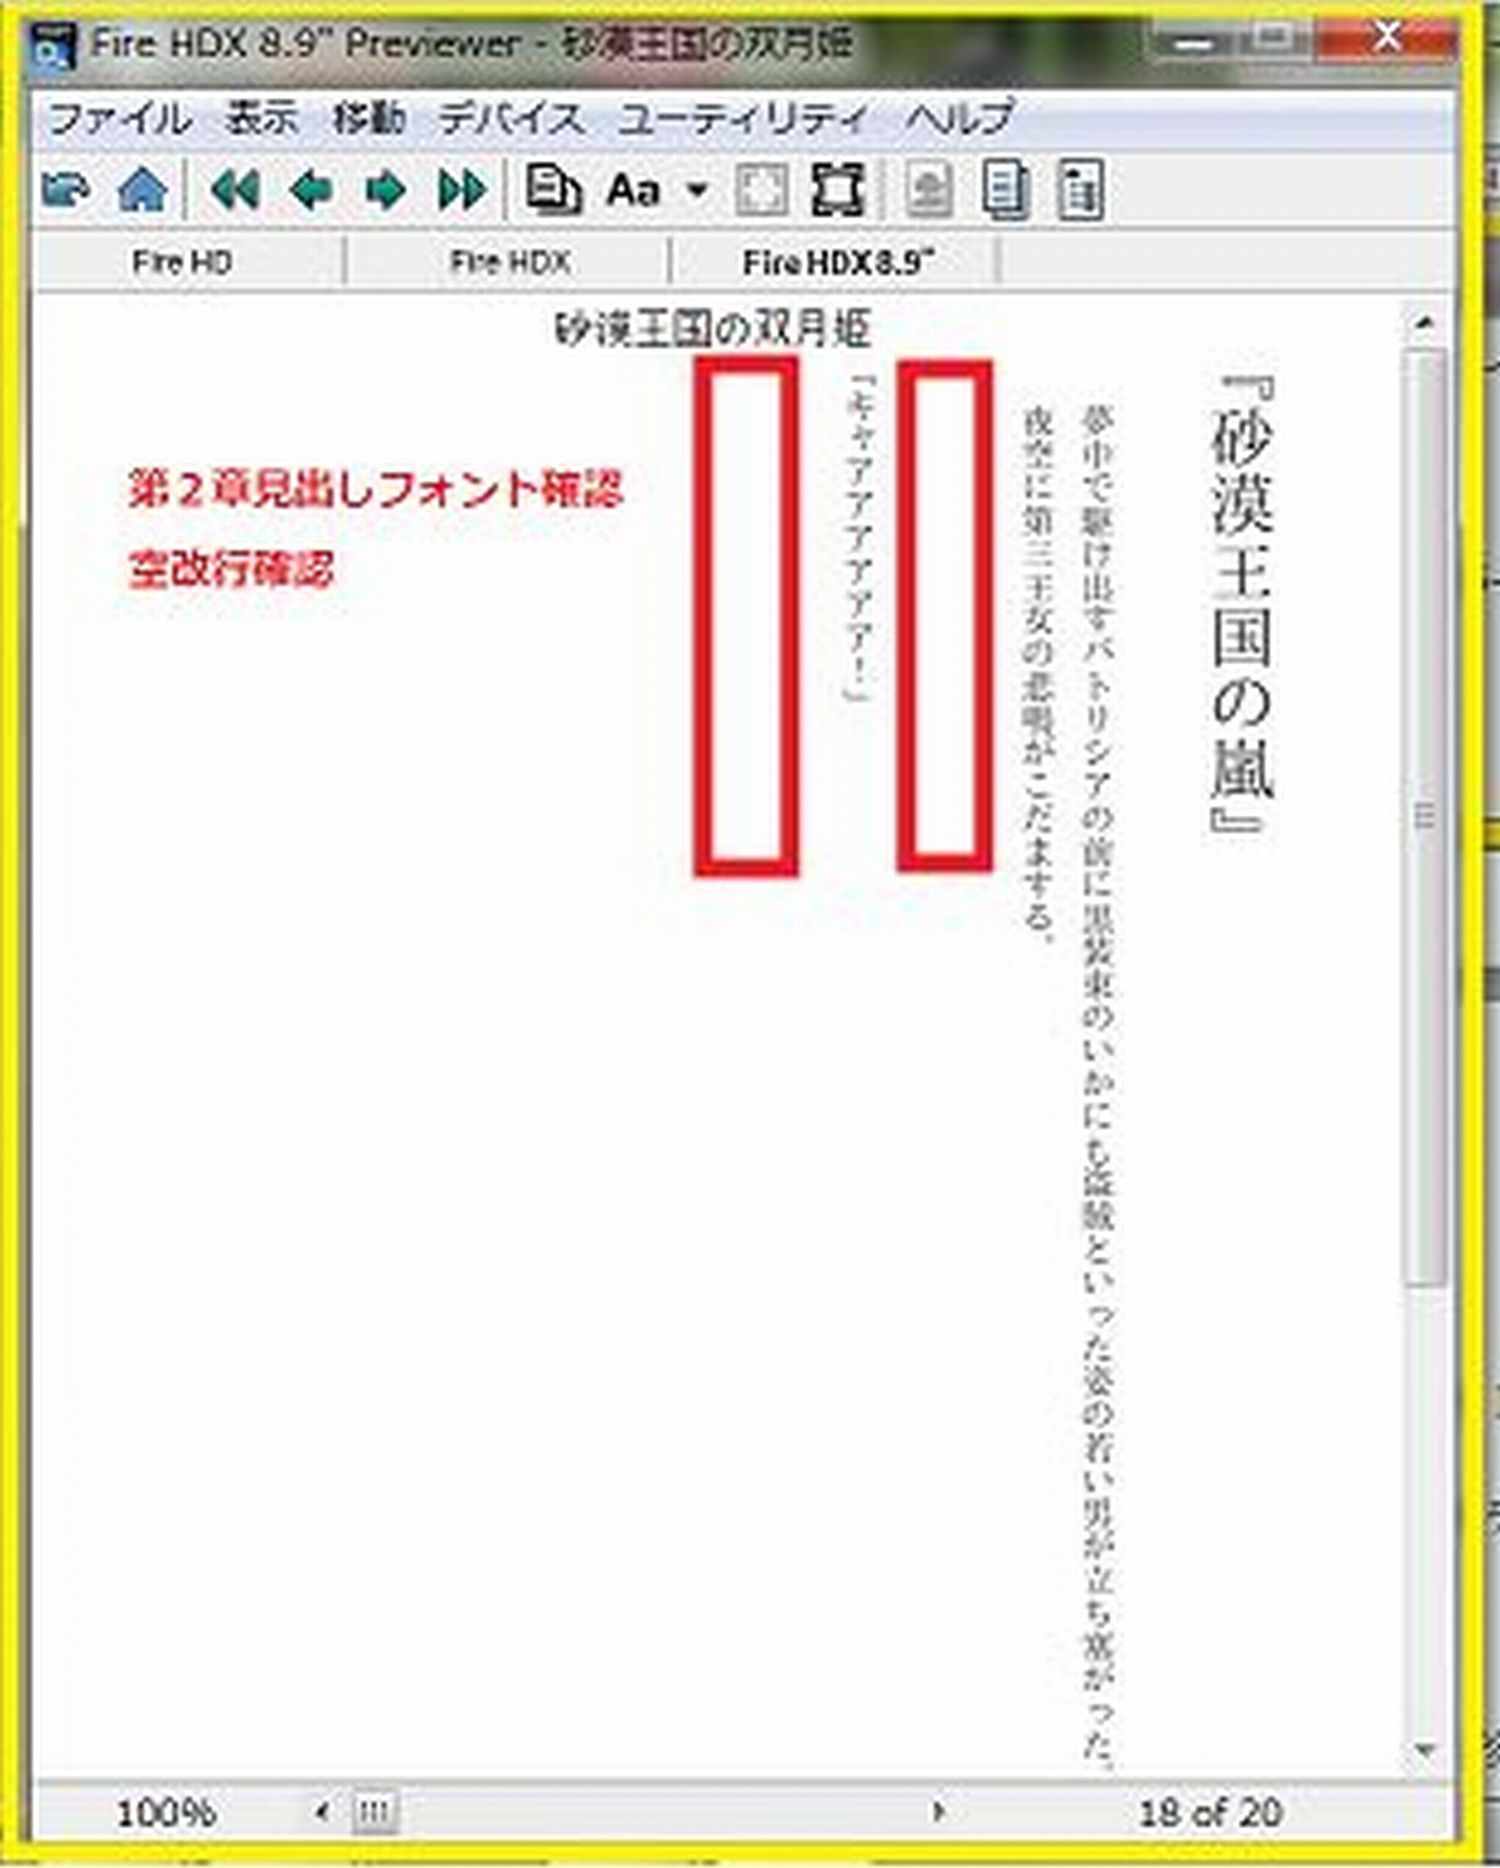 Fire HDX 8.9" Previewer - 砂漠王国の双月姫
ファイル 表示 移動 デバイス ユーティリティ ヘルプ
Aa
Fire HD Fire HDX Fire HDX 8.9"
砂漠王国の双月姫
『砂漠王国の嵐』
夢中で駆け出すパトリシアの前に黒装束のいかにも盗賊といった姿の若い男が立ち塞がった。
夜空に第三王女の悲鳴がこだまする。
「キャアアアアアア！」
第２章見出しフォント確認
空改行確認
100% 18 of 20